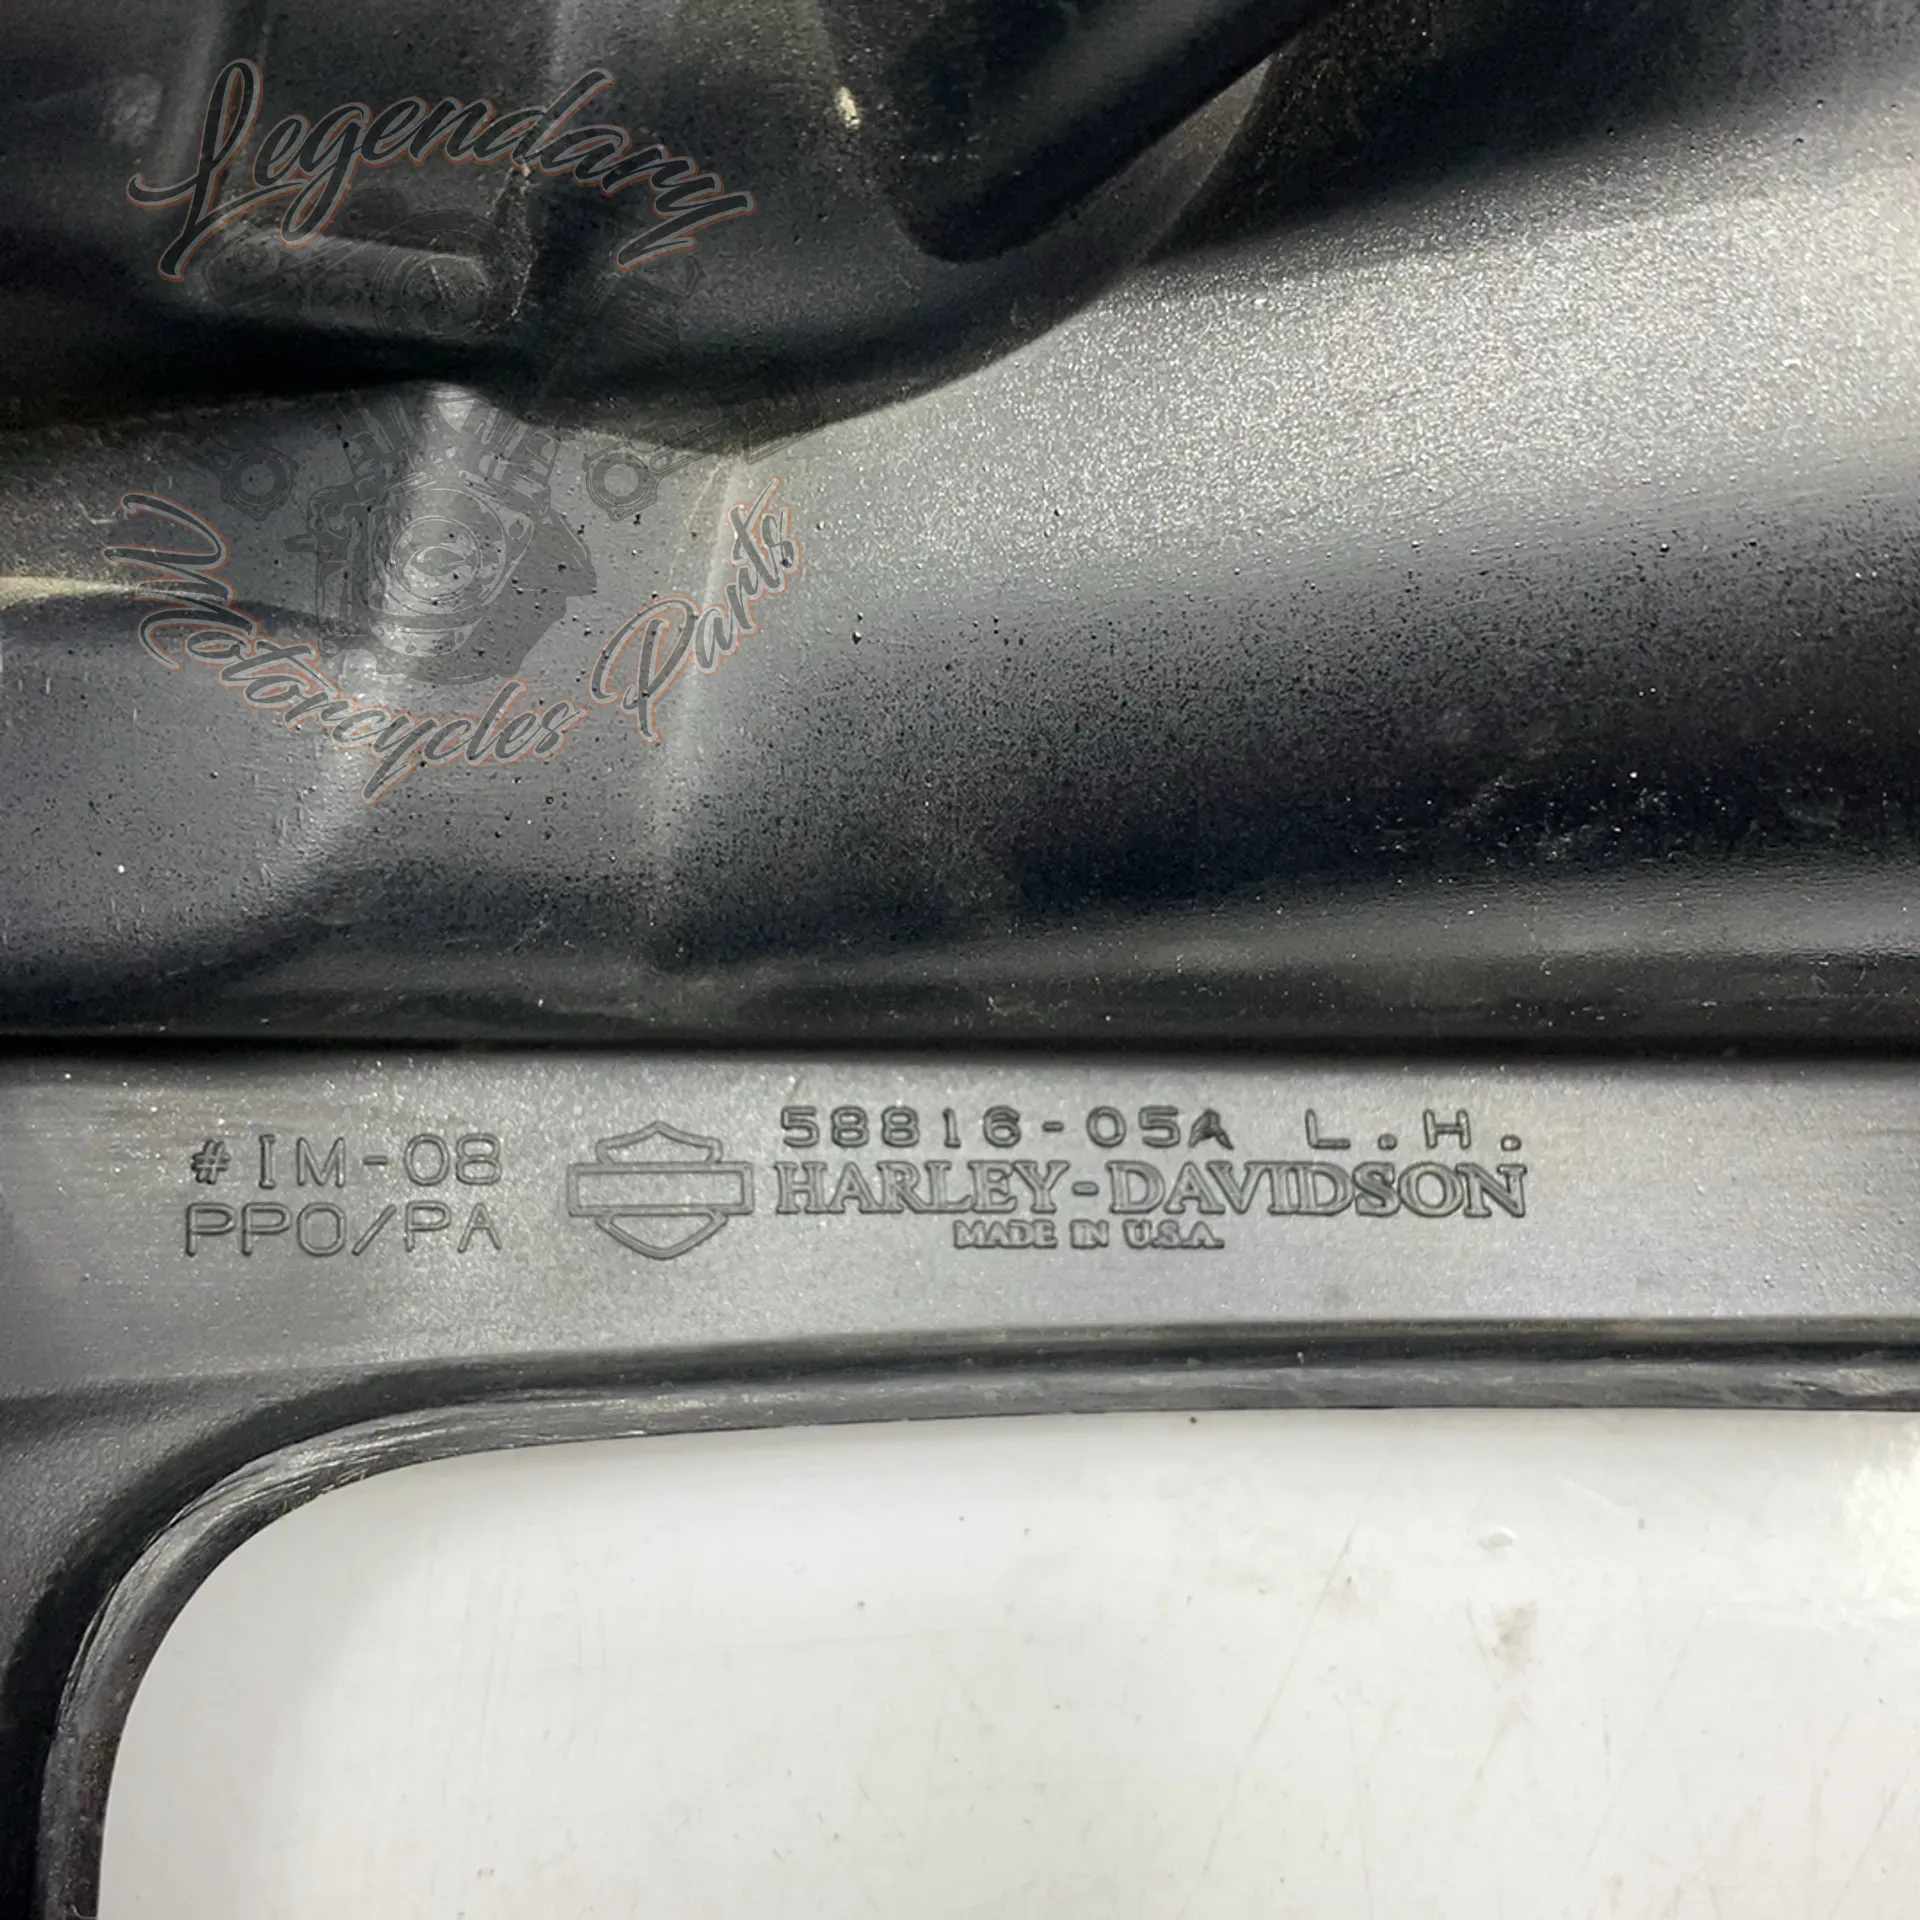 Legendary
Motorcycles Parts
#IM-08
PPO/PA
58816-05A L.H.
HARLEY-DAVIDSON
MADE IN U.S.A.